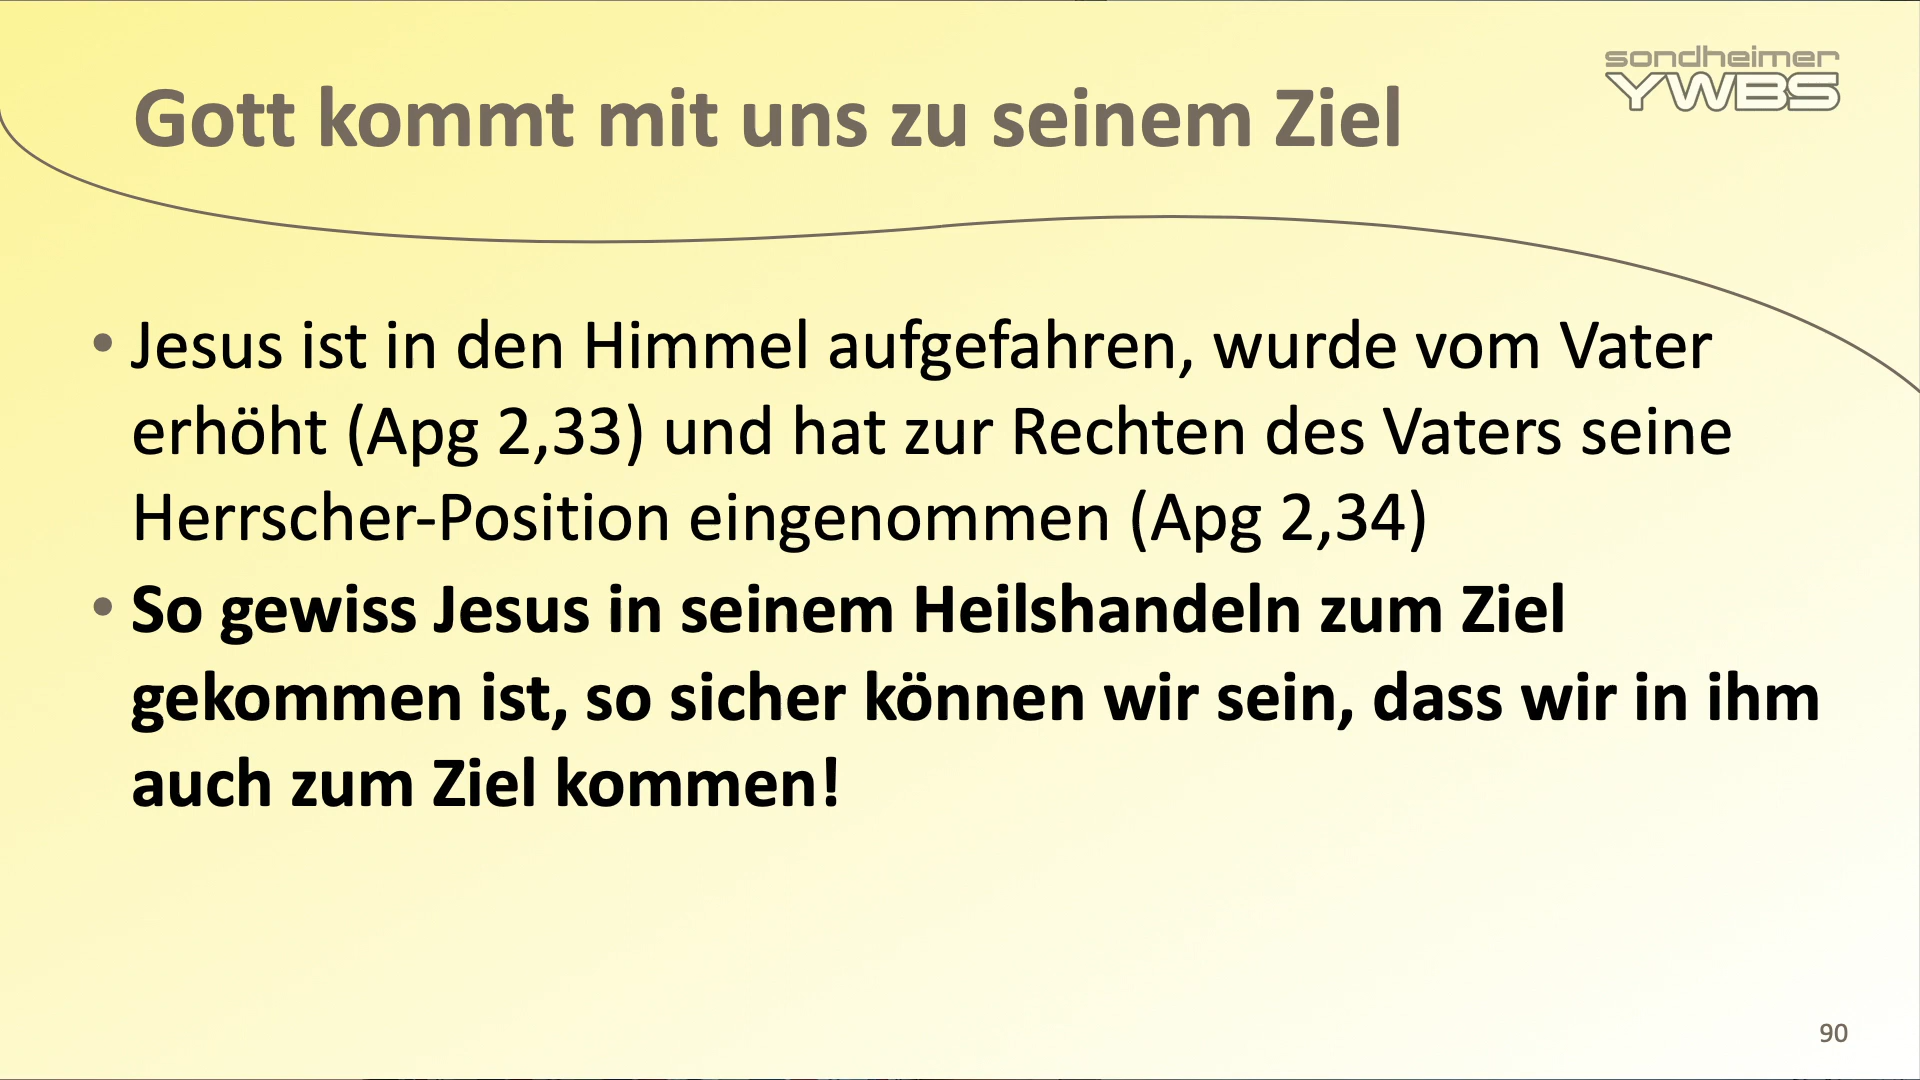 sondheimer
YWBS
Gott kommt mit uns zu seinem Ziel
• Jesus ist in den Himmel aufgefahren, wurde vom Vater
erhöht (Apg 2,33) und hat zur Rechten des Vaters seine
Herrscher-Position eingenommen (Apg 2,34)
• So gewiss Jesus in seinem Heilshandeln zum Ziel
gekommen ist, so sicher können wir sein, dass wir in ihm
auch zum Ziel kommen!
90